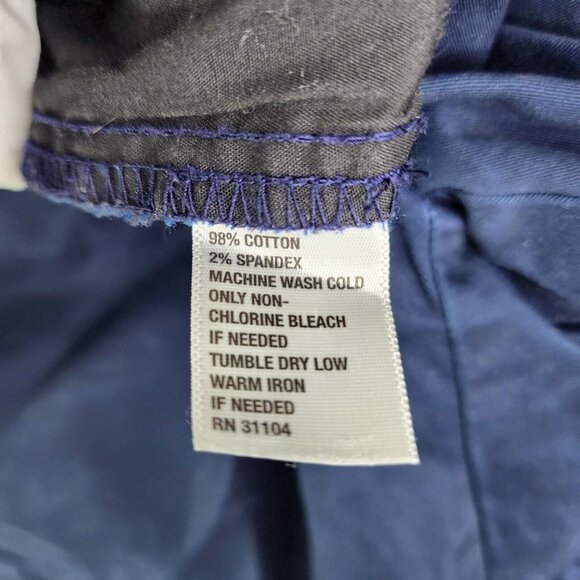 98% COTTON
2% SPANDEX
MACHINE WASH COLD
ONLY NON-
CHLORINE BLEACH
IF NEEDED
TUMBLE DRY LOW
WARM IRON
IF NEEDED
RN 31104